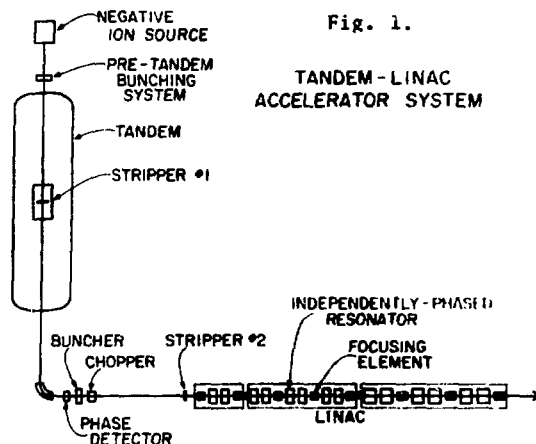 NEGATIVE
ION SOURCE
Fig. 1.
PRE-TANDEM
BUNCHING
SYSTEM
TANDEM-LINAC
ACCELERATOR SYSTEM
TANDEM
STRIPPER #1
INDEPENDENTLY-PHASED
RESONATOR
BUNCHER
CHOPPER
STRIPPER #2
FOCUSING
ELEMENT
PHASE
DETECTOR
LINAC